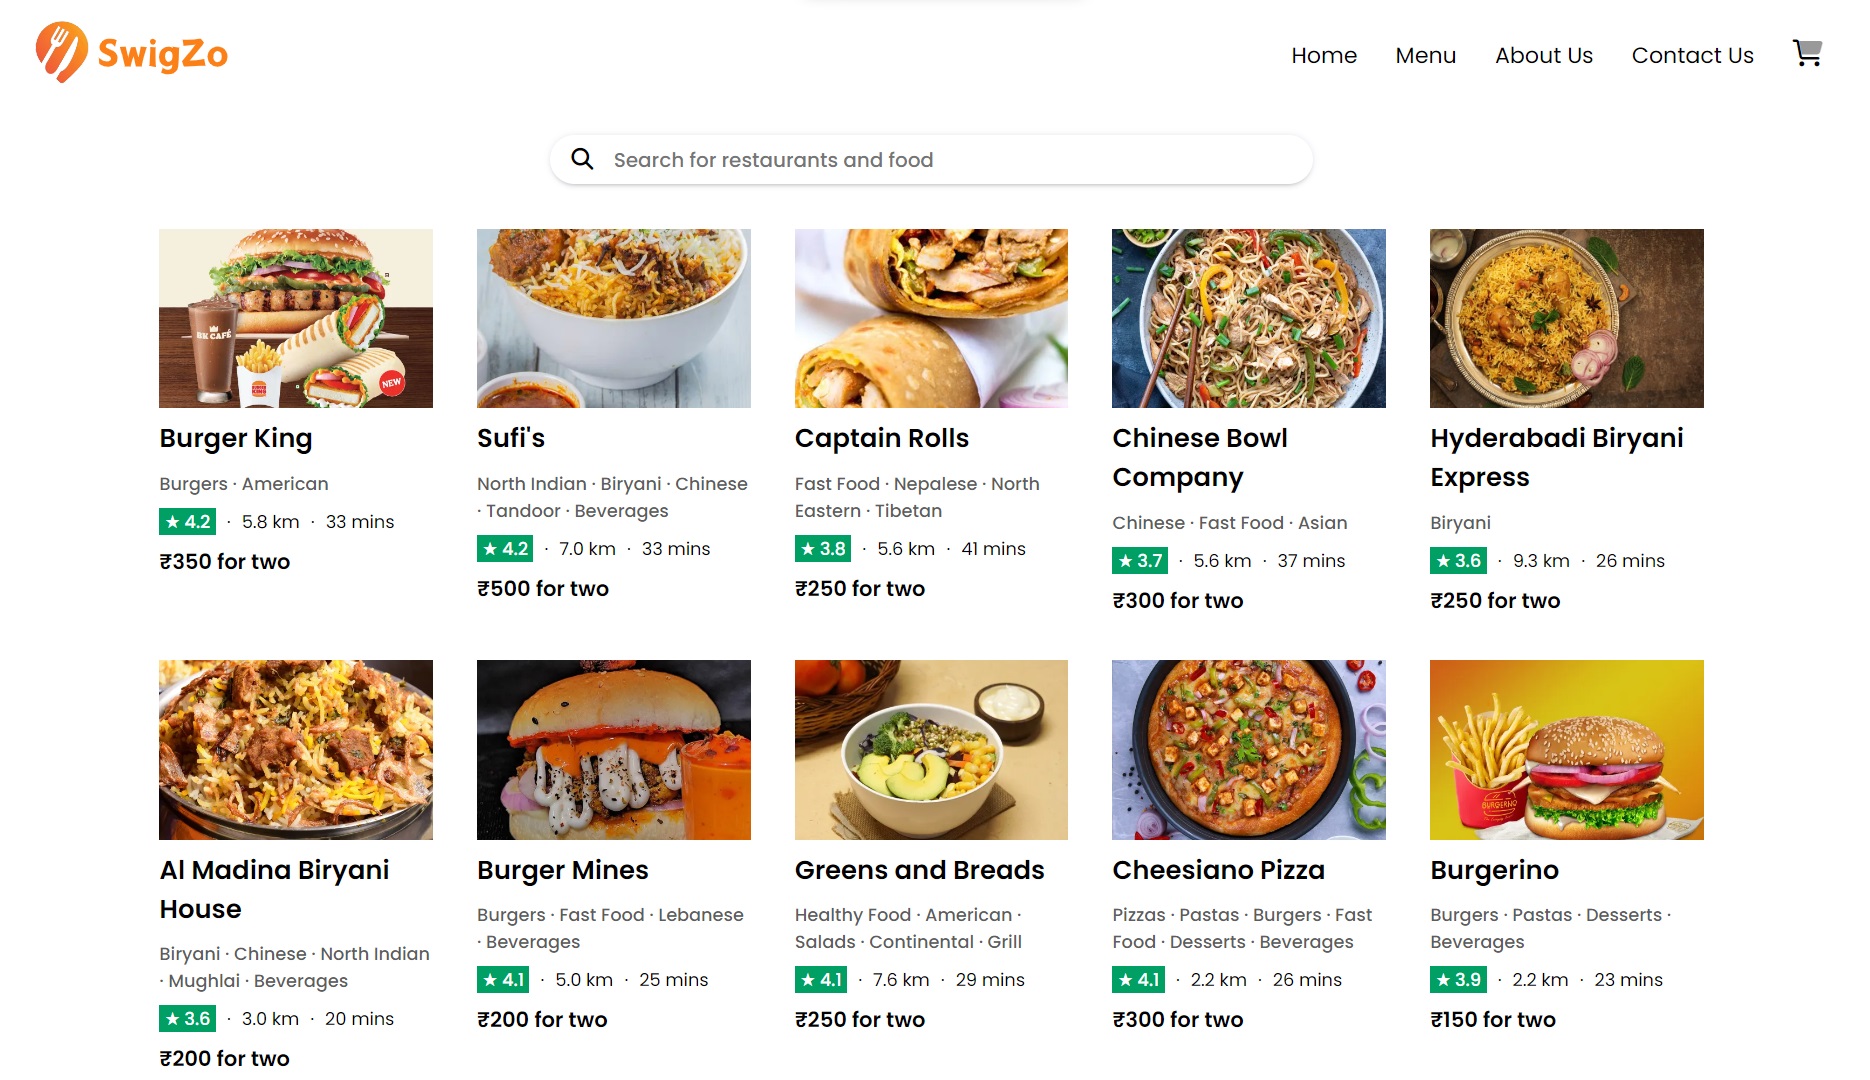 SwigZo
Home
Menu
About Us
Contact Us
Search for restaurants and food
BK CAFÉ
BURGER
KING
NEW
Burger King
Burgers · American
★ 4.2 · 5.8 km · 33 mins
₹350 for two
Sufi's
North Indian · Biryani · Chinese
· Tandoor · Beverages
★ 4.2 · 7.0 km · 33 mins
₹500 for two
Captain Rolls
Fast Food · Nepalese · North
Eastern · Tibetan
★ 3.8 · 5.6 km · 41 mins
₹250 for two
Chinese Bowl
Company
Chinese · Fast Food · Asian
★ 3.7 · 5.6 km · 37 mins
₹300 for two
Hyderabadi Biryani
Express
Biryani
★ 3.6 · 9.3 km · 26 mins
₹250 for two
Al Madina Biryani
House
Biryani · Chinese · North Indian
· Mughlai · Beverages
★ 3.6 · 3.0 km · 20 mins
₹200 for two
Burger Mines
Burgers · Fast Food · Lebanese
· Beverages
★ 4.1 · 5.0 km · 25 mins
₹200 for two
Greens and Breads
Healthy Food · American ·
Salads · Continental · Grill
★ 4.1 · 7.6 km · 29 mins
₹250 for two
Cheesiano Pizza
Pizzas · Pastas · Burgers · Fast
Food · Desserts · Beverages
★ 4.1 · 2.2 km · 26 mins
₹300 for two
BURGERINO
Burgerino
Burgers · Pastas · Desserts ·
Beverages
★ 3.9 · 2.2 km · 23 mins
₹150 for two